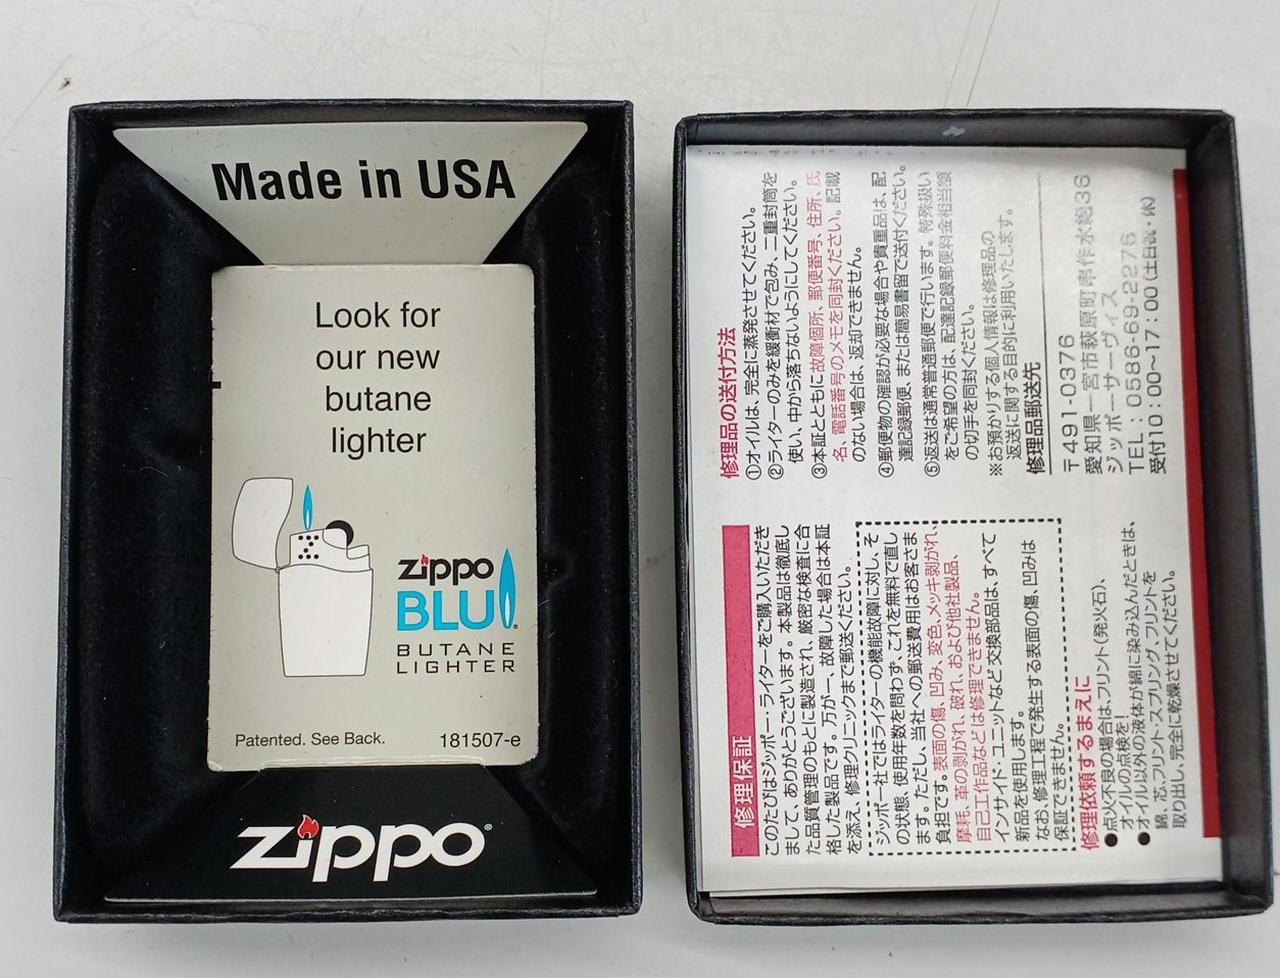 Made in USA
Look for
our new
butane
lighter
zippo
BLU
BUTANE
LIGHTER
Patented. See Back.
181507-e
zippo®
修理保証
このたびはジッポー・ライターをご購入いただき
まして、ありがとうございます。本製品は徹底し
た品質管理のもとに製造され、厳密な検査に合
格した製品です。万が一、故障した場合は本証
を添え、修理クリニックまで郵送ください。
ジッポー社ではライターの機能故障に対し、そ
の状態、使用年数を問わず、これを無料で直し
ます。ただし、当社への郵送費用はお客さま
負担です。表面の傷、凹み、変色、メッキ剥がれ、
摩耗、革の剥がれ、破れ、および他社製品、
自己工作品などは修理できません。
インサイド・ユニットなど交換部品は、すべて
新品を使用します。
なお、修理工程で発生する表面の傷、凹みは
保証できません。
修理依頼するまえに
●点火不良の場合は、フリント(発火石)、
オイルの点検を!
●オイル以外の液体が綿に染み込んだときは、
綿、芯、フリント・スプリング、フリントを
取り出し、完全に乾燥させてください。
修理品の送付方法
①オイルは、完全に蒸発させてください。
②ライターのみを緩衝材で包み、二重封筒を
使い、中から落ちないようにしてください。
③本証とともに故障個所、郵便番号、住所、氏
名、電話番号のメモを同封ください。記載
のない場合は、返却できません。
④郵便物の確認が必要な場合や貴重品は、配
達記録郵便、または簡易書留で送付ください。
⑤返送は通常普通郵便で行います。特殊扱い
をご希望の方は、配達記録郵便料金相当額
の切手を同封ください。
※お預かりする個人情報は修理品の
返送に関する目的に利用いたします。
修理品郵送先
〒491-0376
愛知県一宮市萩原町串作水絶36
ジッポーサーヴィス
TEL:0586-69-2276
受付10:00~17:00(土日祝・休)